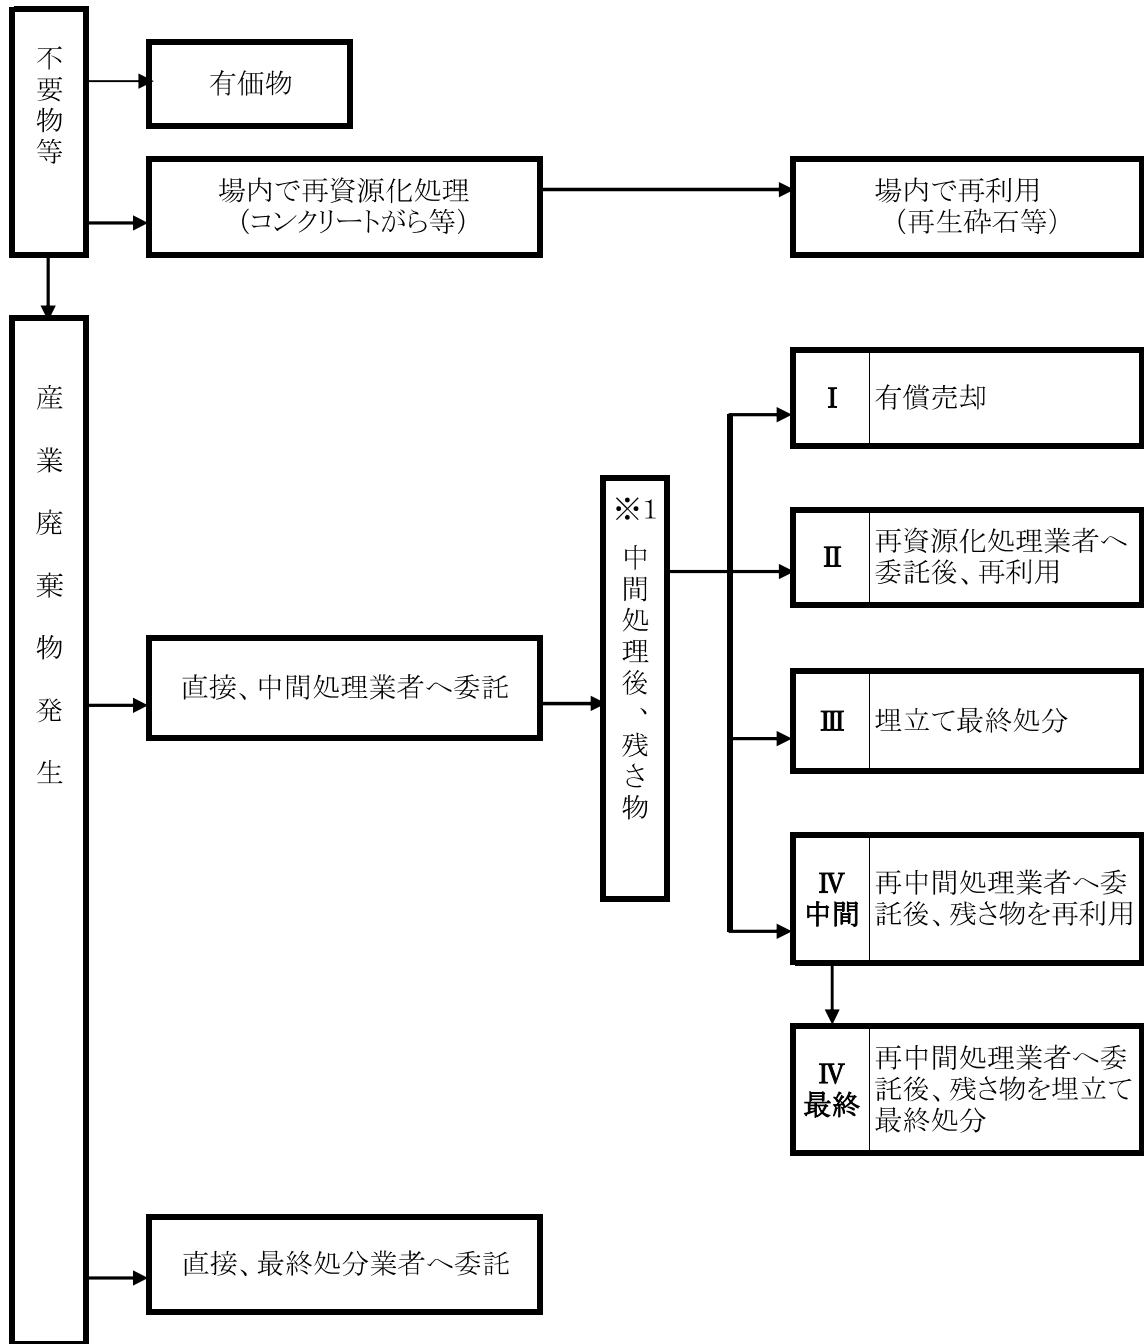 不要物等
有価物
場内で再資源化処理
（コンクリートがら等）
場内で再利用
（再生砕石等）
産業廃棄物発生
Ⅰ
有償売却
※1
中間処理後、残さ物
Ⅱ
再資源化処理業者へ
委託後、再利用
直接、中間処理業者へ委託
Ⅲ
埋立て最終処分
Ⅳ
中間
再中間処理業者へ委
託後、残さ物を再利用
Ⅳ
最終
再中間処理業者へ委
託後、残さ物を埋立て
最終処分
直接、最終処分業者へ委託